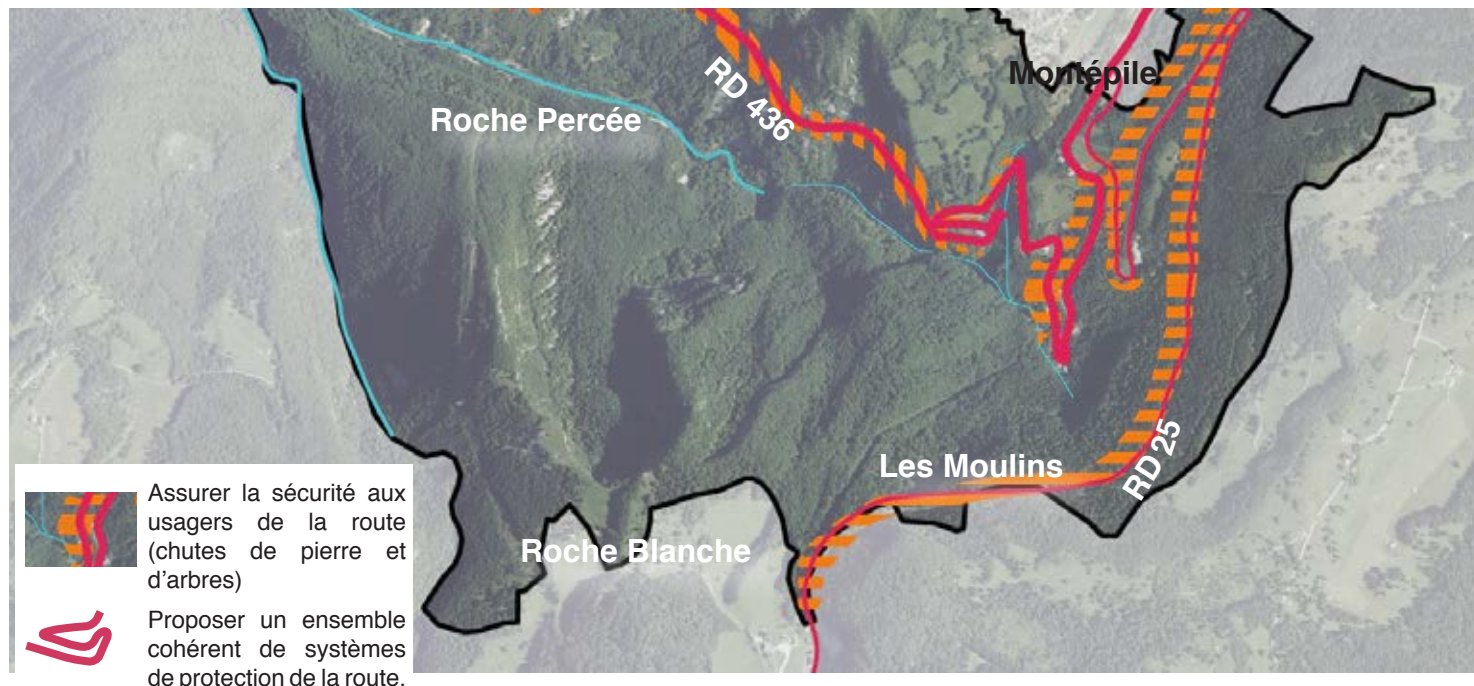 Montépile
RD 436
Roche Percée
Les Moulins
RD 25
Roche Blanche
Assurer la sécurité aux
usagers de la route
(chutes de pierre et
d'arbres)
Proposer un ensemble
cohérent de systèmes
de protection de la route.